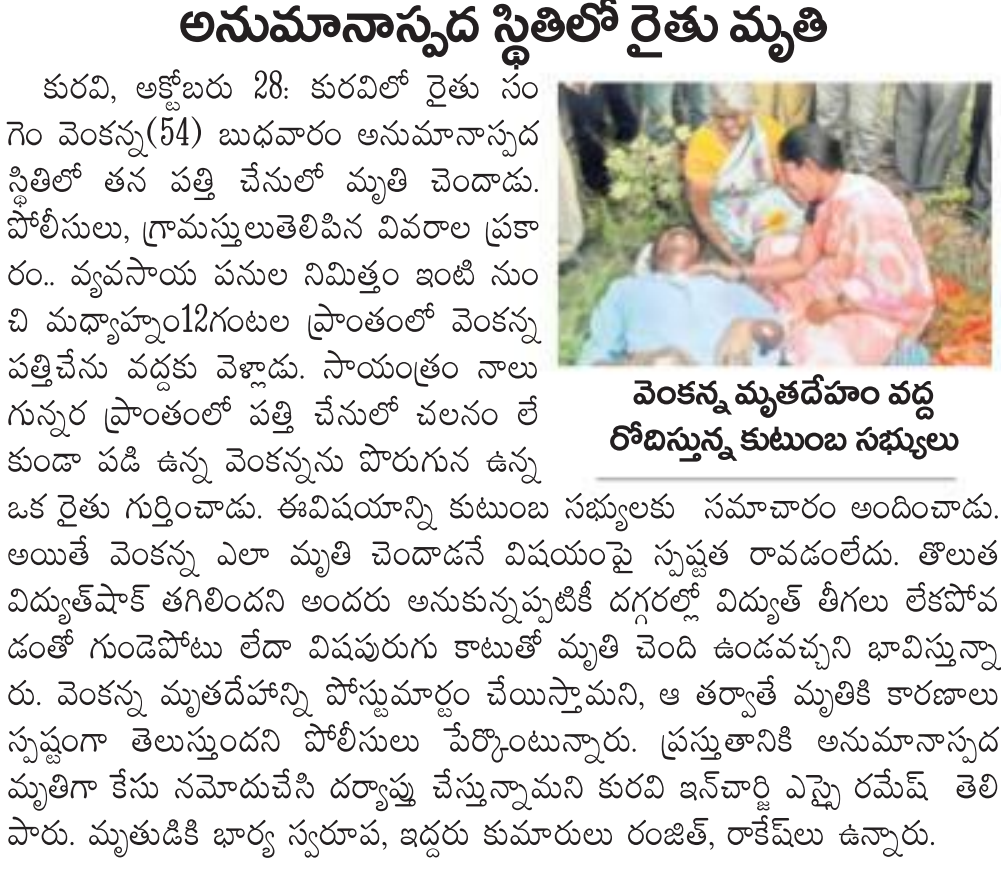 అనుమానాస్పద స్థితిలో రైతు మృతి
కురవి, అక్టోబరు 28: కురవిలో రైతు సం
గెం వెంకన్న(54) బుధవారం అనుమానాస్పద
స్థితిలో తన పత్తి చేనులో మృతి చెందాడు.
పోలీసులు, గ్రామస్తులుతెలిపిన వివరాల ప్రకా
రం.. వ్యవసాయ పనుల నిమిత్తం ఇంటి నుం
చి మధ్యాహ్నం12గంటల ప్రాంతంలో వెంకన్న
పత్తిచేను వద్దకు వెళ్లాడు. సాయంత్రం నాలు
గున్నర ప్రాంతంలో పత్తి చేనులో చలనం లే
కుండా పడి ఉన్న వెంకన్నను పొరుగున ఉన్న
ఒక రైతు గుర్తించాడు. ఈవిషయాన్ని కుటుంబ సభ్యులకు సమాచారం అందించాడు.
అయితే వెంకన్న ఎలా మృతి చెందాడనే విషయంపై స్పష్టత రావడంలేదు. తొలుత
విద్యుత్‌షాక్ తగిలిందని అందరు అనుకున్నప్పటికీ దగ్గరల్లో విద్యుత్ తీగలు లేకపోవ
డంతో గుండెపోటు లేదా విషపురుగు కాటుతో మృతి చెంది ఉండవచ్చని భావిస్తున్నా
రు. వెంకన్న మృతదేహాన్ని పోస్టుమార్టం చేయిస్తామని, ఆ తర్వాతే మృతికి కారణాలు
స్పష్టంగా తెలుస్తుందని పోలీసులు పేర్కొంటున్నారు. ప్రస్తుతానికి అనుమానాస్పద
మృతిగా కేసు నమోదుచేసి దర్యాప్తు చేస్తున్నామని కురవి ఇన్‌చార్జి ఎస్సై రమేష్ తెలి
పారు. మృతుడికి భార్య స్వరూప, ఇద్దరు కుమారులు రంజిత్, రాకేష్‌లు ఉన్నారు.
వెంకన్న మృతదేహం వద్ద
రోదిస్తున్న కుటుంబ సభ్యులు